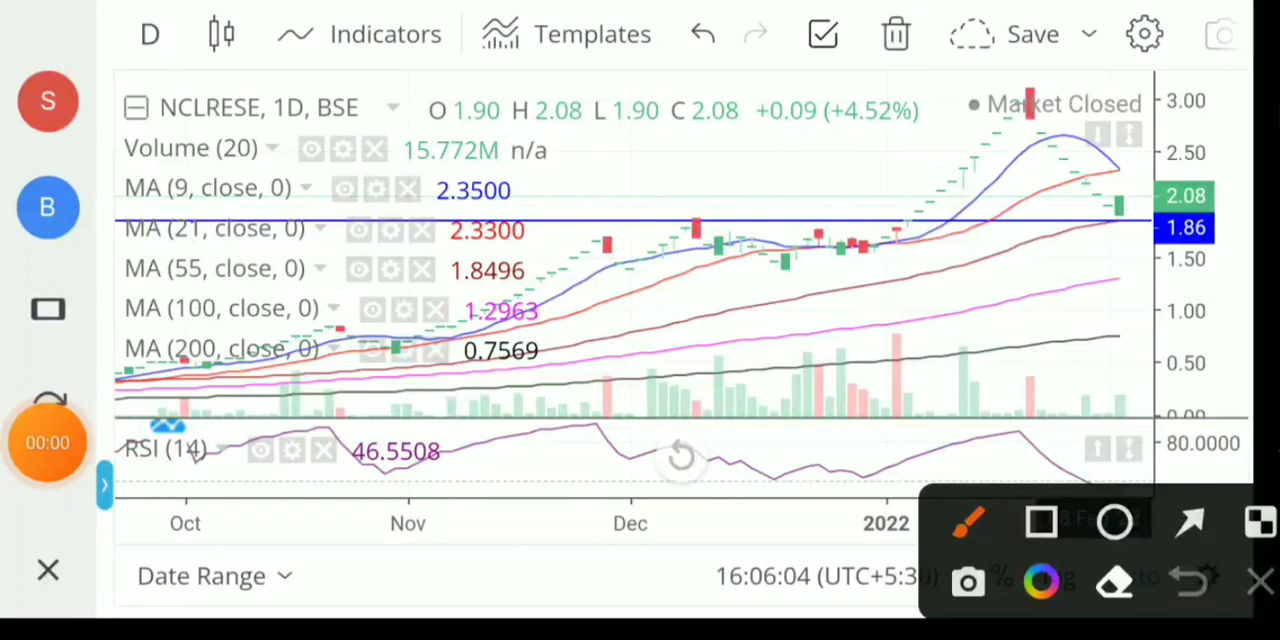 D Indicators Templates Save
S
NCLRESE, 1D, BSE O 1.90 H 2.08 L 1.90 C 2.08 +0.09 (+4.52%) Market Closed
3.00
Volume (20) 15.772M n/a
2.50
MA (9, close, 0) 2.3500
2.08
B
MA (21, close, 0) 2.3300
1.86
MA (55, close, 0) 1.8496
1.50
MA (100, close, 0) 1.2963
1.00
MA (200, close, 0) 0.7569
0.50
0.00
00:00
RSI (14) 46.5508
80.0000
Oct Nov Dec 2022
Date Range 16:06:04 (UTC+5:30) %